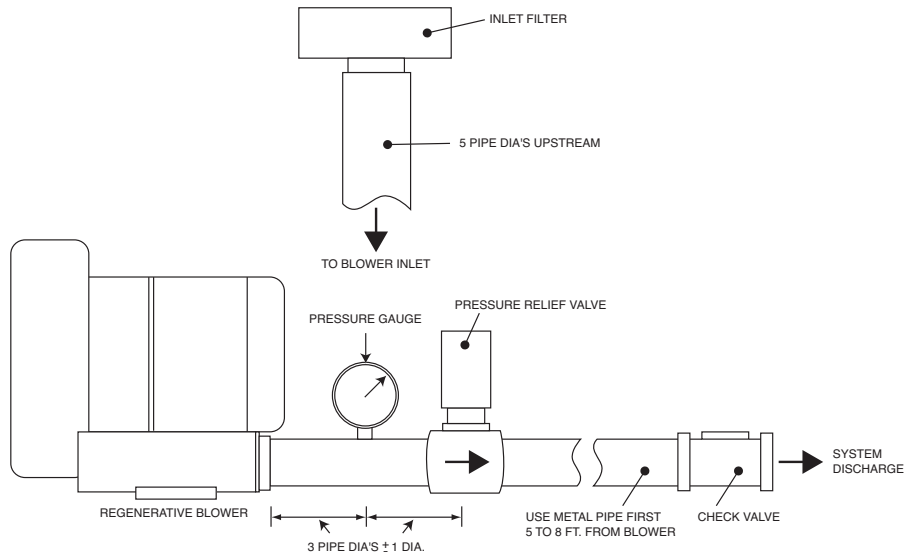 INLET FILTER
5 PIPE DIA'S UPSTREAM
TO BLOWER INLET
PRESSURE RELIEF VALVE
PRESSURE GAUGE
SYSTEM
DISCHARGE
REGENERATIVE BLOWER
USE METAL PIPE FIRST
5 TO 8 FT. FROM BLOWER
CHECK VALVE
3 PIPE DIA'S ± 1 DIA.